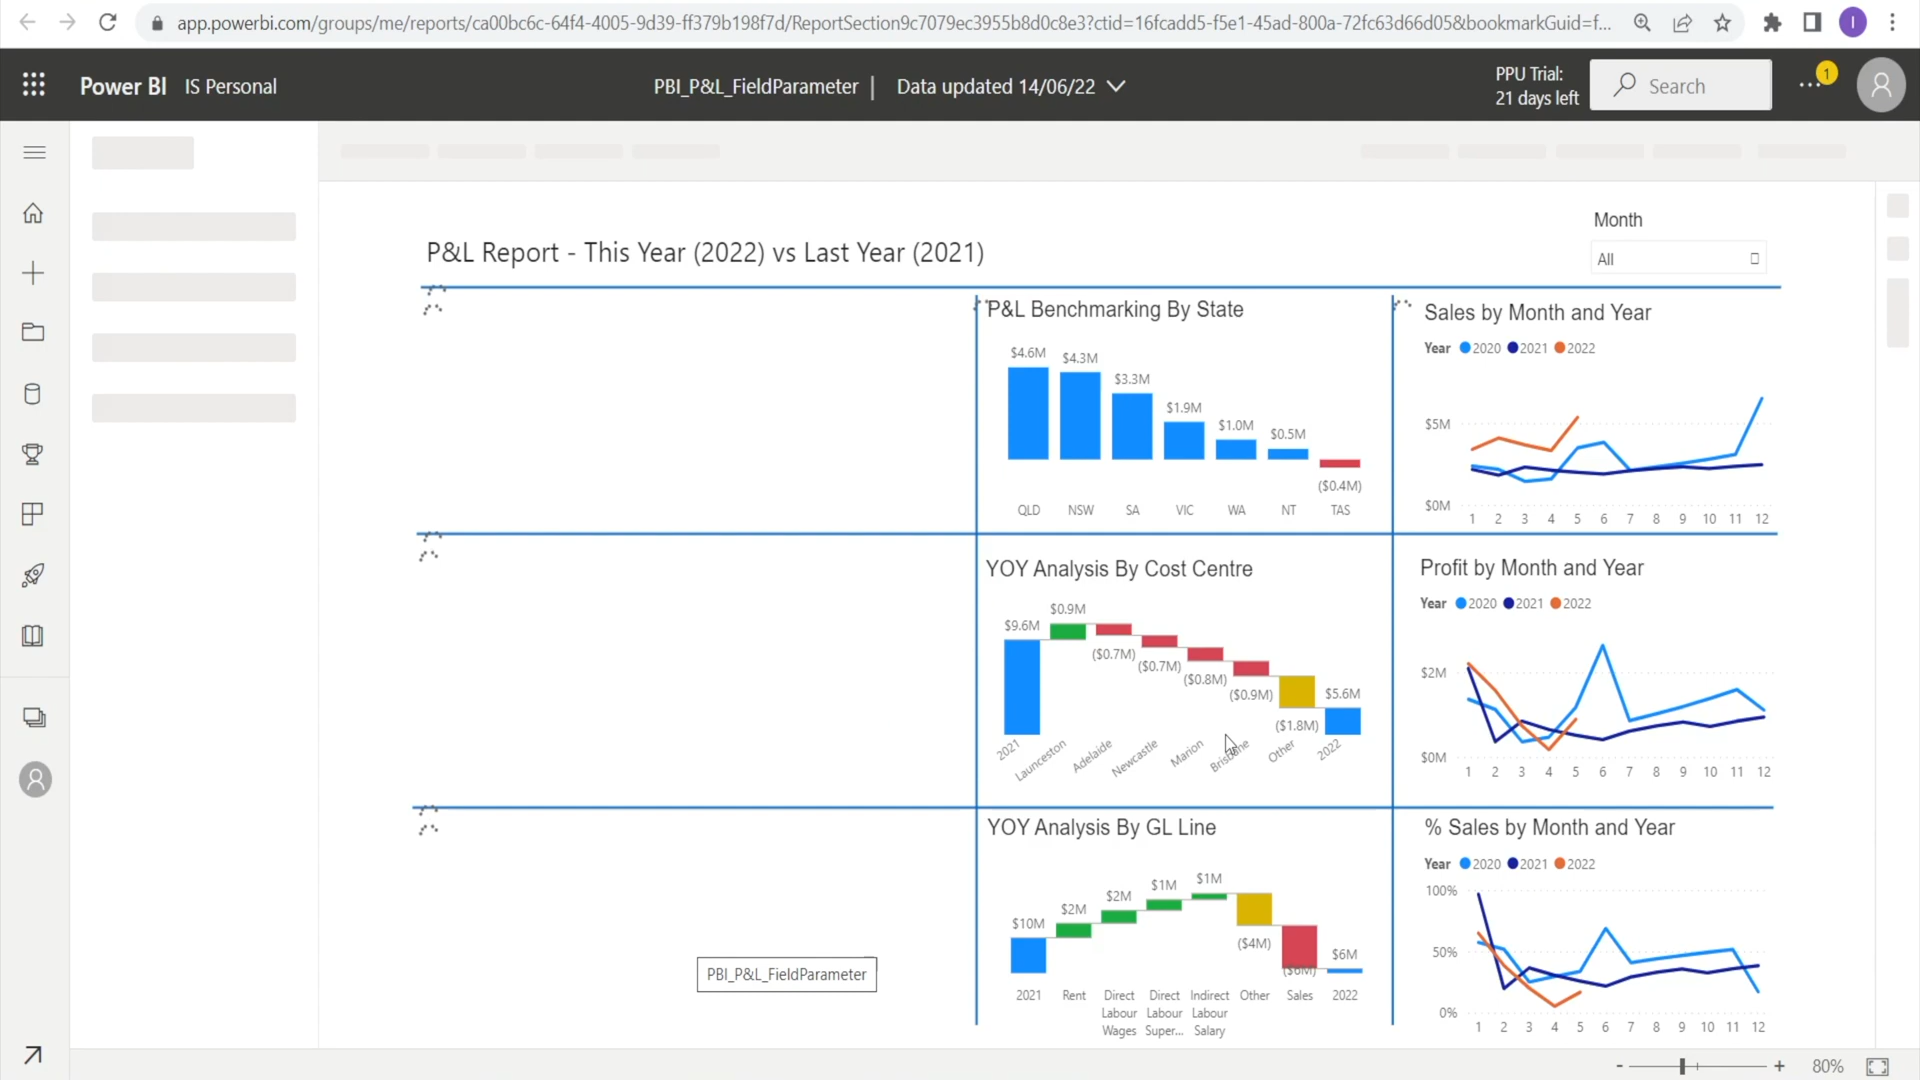 app.powerbi.com/groups/me/reports/ca00bc6c-64f4-4005-9d39-ff379b198f7d/ReportSection9c7079ec3955b8d0c8e3?ctid=16fcadd5-f5e1-45ad-800a-72fc63d66d05&bookmarkGuid=f...
I
Power BI IS Personal
PBI_P&L_FieldParameter | Data updated 14/06/22
PPU Trial:
21 days left
Search
1
P&L Report - This Year (2022) vs Last Year (2021)
Month
All
P&L Benchmarking By State
$4.6M $4.3M $3.3M $1.9M $1.0M $0.5M ($0.4M)
QLD NSW SA VIC WA NT TAS
Sales by Month and Year
Year 2020 2021 2022
$5M
$0M
1 2 3 4 5 6 7 8 9 10 11 12
YOY Analysis By Cost Centre
$9.6M $0.9M ($0.7M) ($0.7M) ($0.8M) ($0.9M) ($1.8M) $5.6M
2021 Launceston Adelaide Newcastle Marion Brisbane Other 2022
Profit by Month and Year
Year 2020 2021 2022
$2M
$0M
1 2 3 4 5 6 7 8 9 10 11 12
YOY Analysis By GL Line
$10M $2M $2M $1M $1M ($4M) ($6M) $6M
2021 Rent Direct Indirect Other Sales 2022
Direct Labour Wages
Direct Labour Super...
Indirect Labour Salary
% Sales by Month and Year
Year 2020 2021 2022
100%
50%
0%
1 2 3 4 5 6 7 8 9 10 11 12
PBI_P&L_FieldParameter
- + 80%